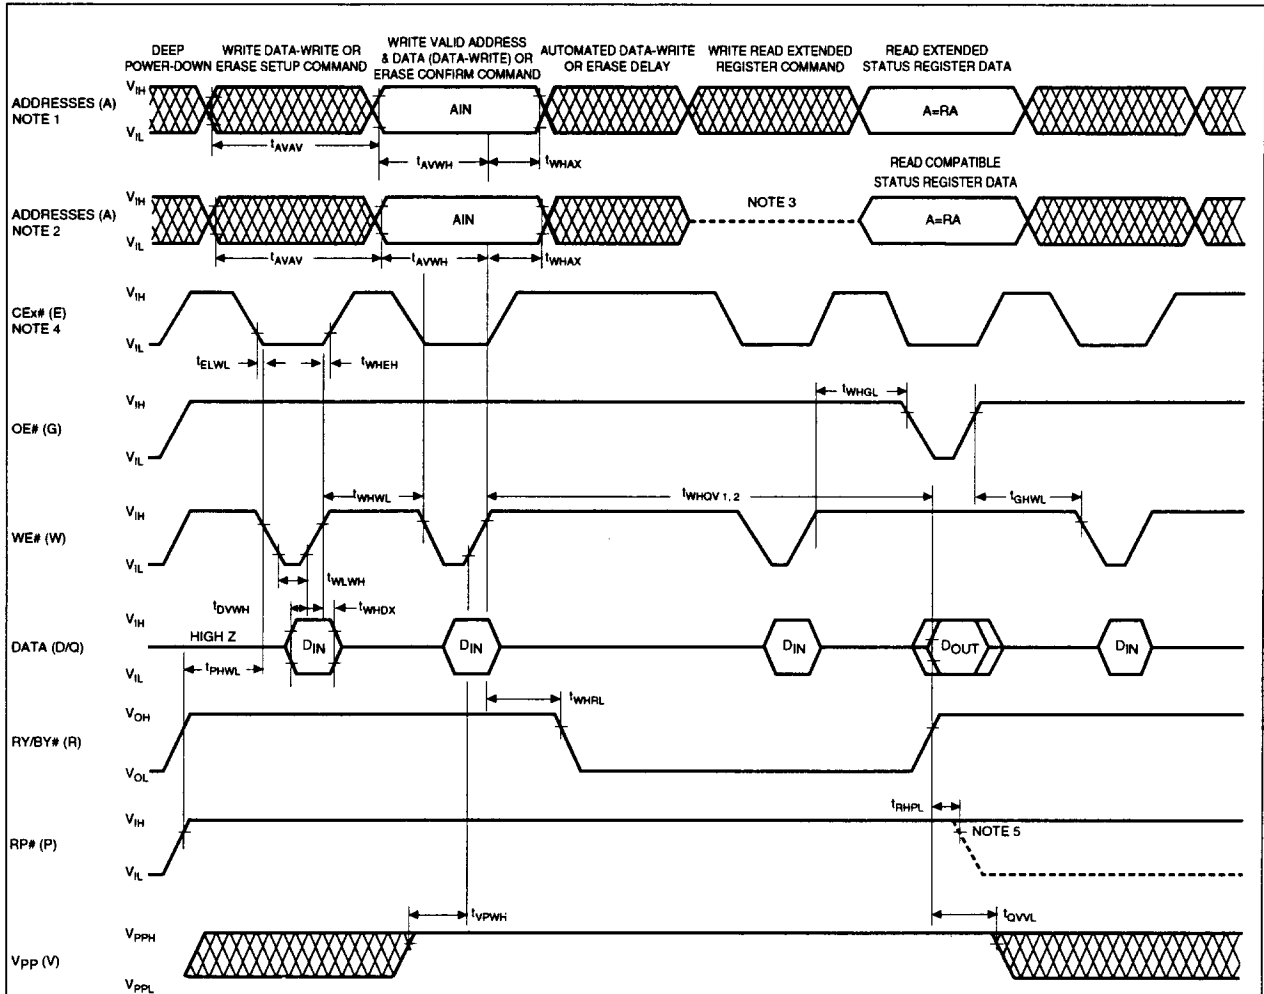 DEEP
POWER-DOWN
WRITE DATA-WRITE OR
ERASE SETUP COMMAND
WRITE VALID ADDRESS
& DATA (DATA-WRITE) OR
ERASE CONFIRM COMMAND
AUTOMATED DATA-WRITE
OR ERASE DELAY
WRITE READ EXTENDED
REGISTER COMMAND
READ EXTENDED
STATUS REGISTER DATA
ADDRESSES (A)
NOTE 1
VIH
VIL
AIN
A=RA
tAVAV
tAVWH
tWHAX
READ COMPATIBLE
STATUS REGISTER DATA
ADDRESSES (A)
NOTE 2
VIH
VIL
AIN
NOTE 3
A=RA
tAVAV
tAVWH
tWHAX
CEx# (E)
NOTE 4
VIH
VIL
tELWL
tWHEH
OE# (G)
VIH
VIL
tWHGL
tWHWL
tWHQV 1, 2
tGHWL
WE# (W)
VIH
VIL
tWLWH
tDVWH
tWHDX
DATA (D/Q)
VIH
VIL
HIGH Z
DIN
DIN
DIN
DOUT
DIN
tPHWL
tWHRL
RY/BY# (R)
VOH
VOL
tRHPL
RP# (P)
VIH
VIL
NOTE 5
tVPWH
tQVVL
VPP (V)
VPPH
VPPL